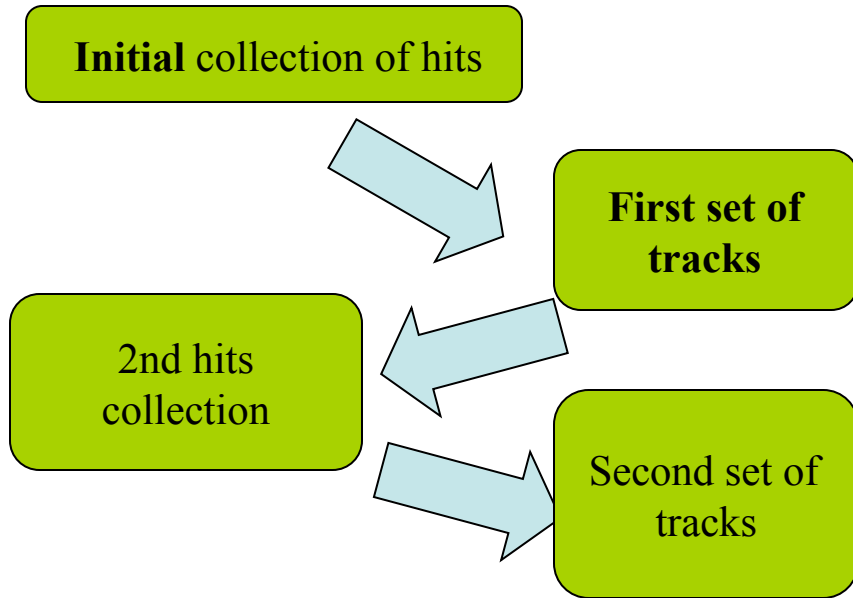 Initial collection of hits
First set of
tracks
2nd hits
collection
Second set of
tracks